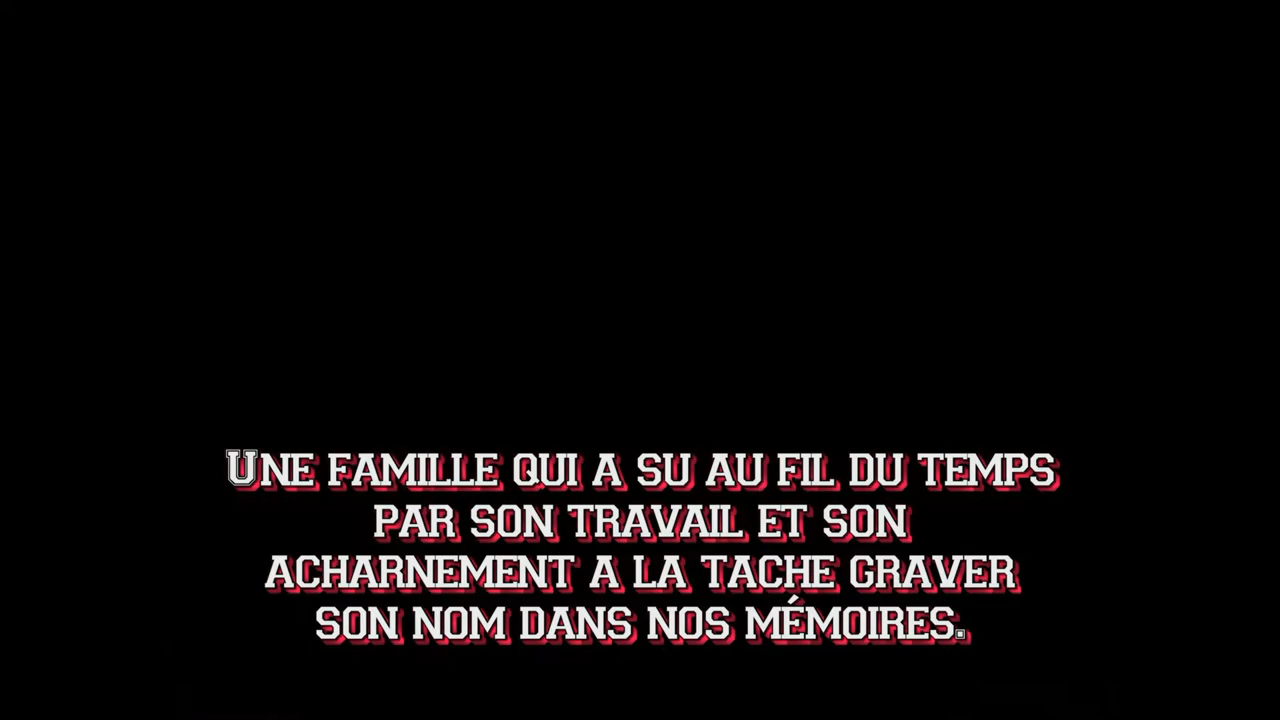 UNE FAMILLE QUI A SU AU FIL DU TEMPS
PAR SON TRAVAIL ET SON
ACHARNEMENT A LA TACHE GRAVER
SON NOM DANS NOS MÉMOIRES.